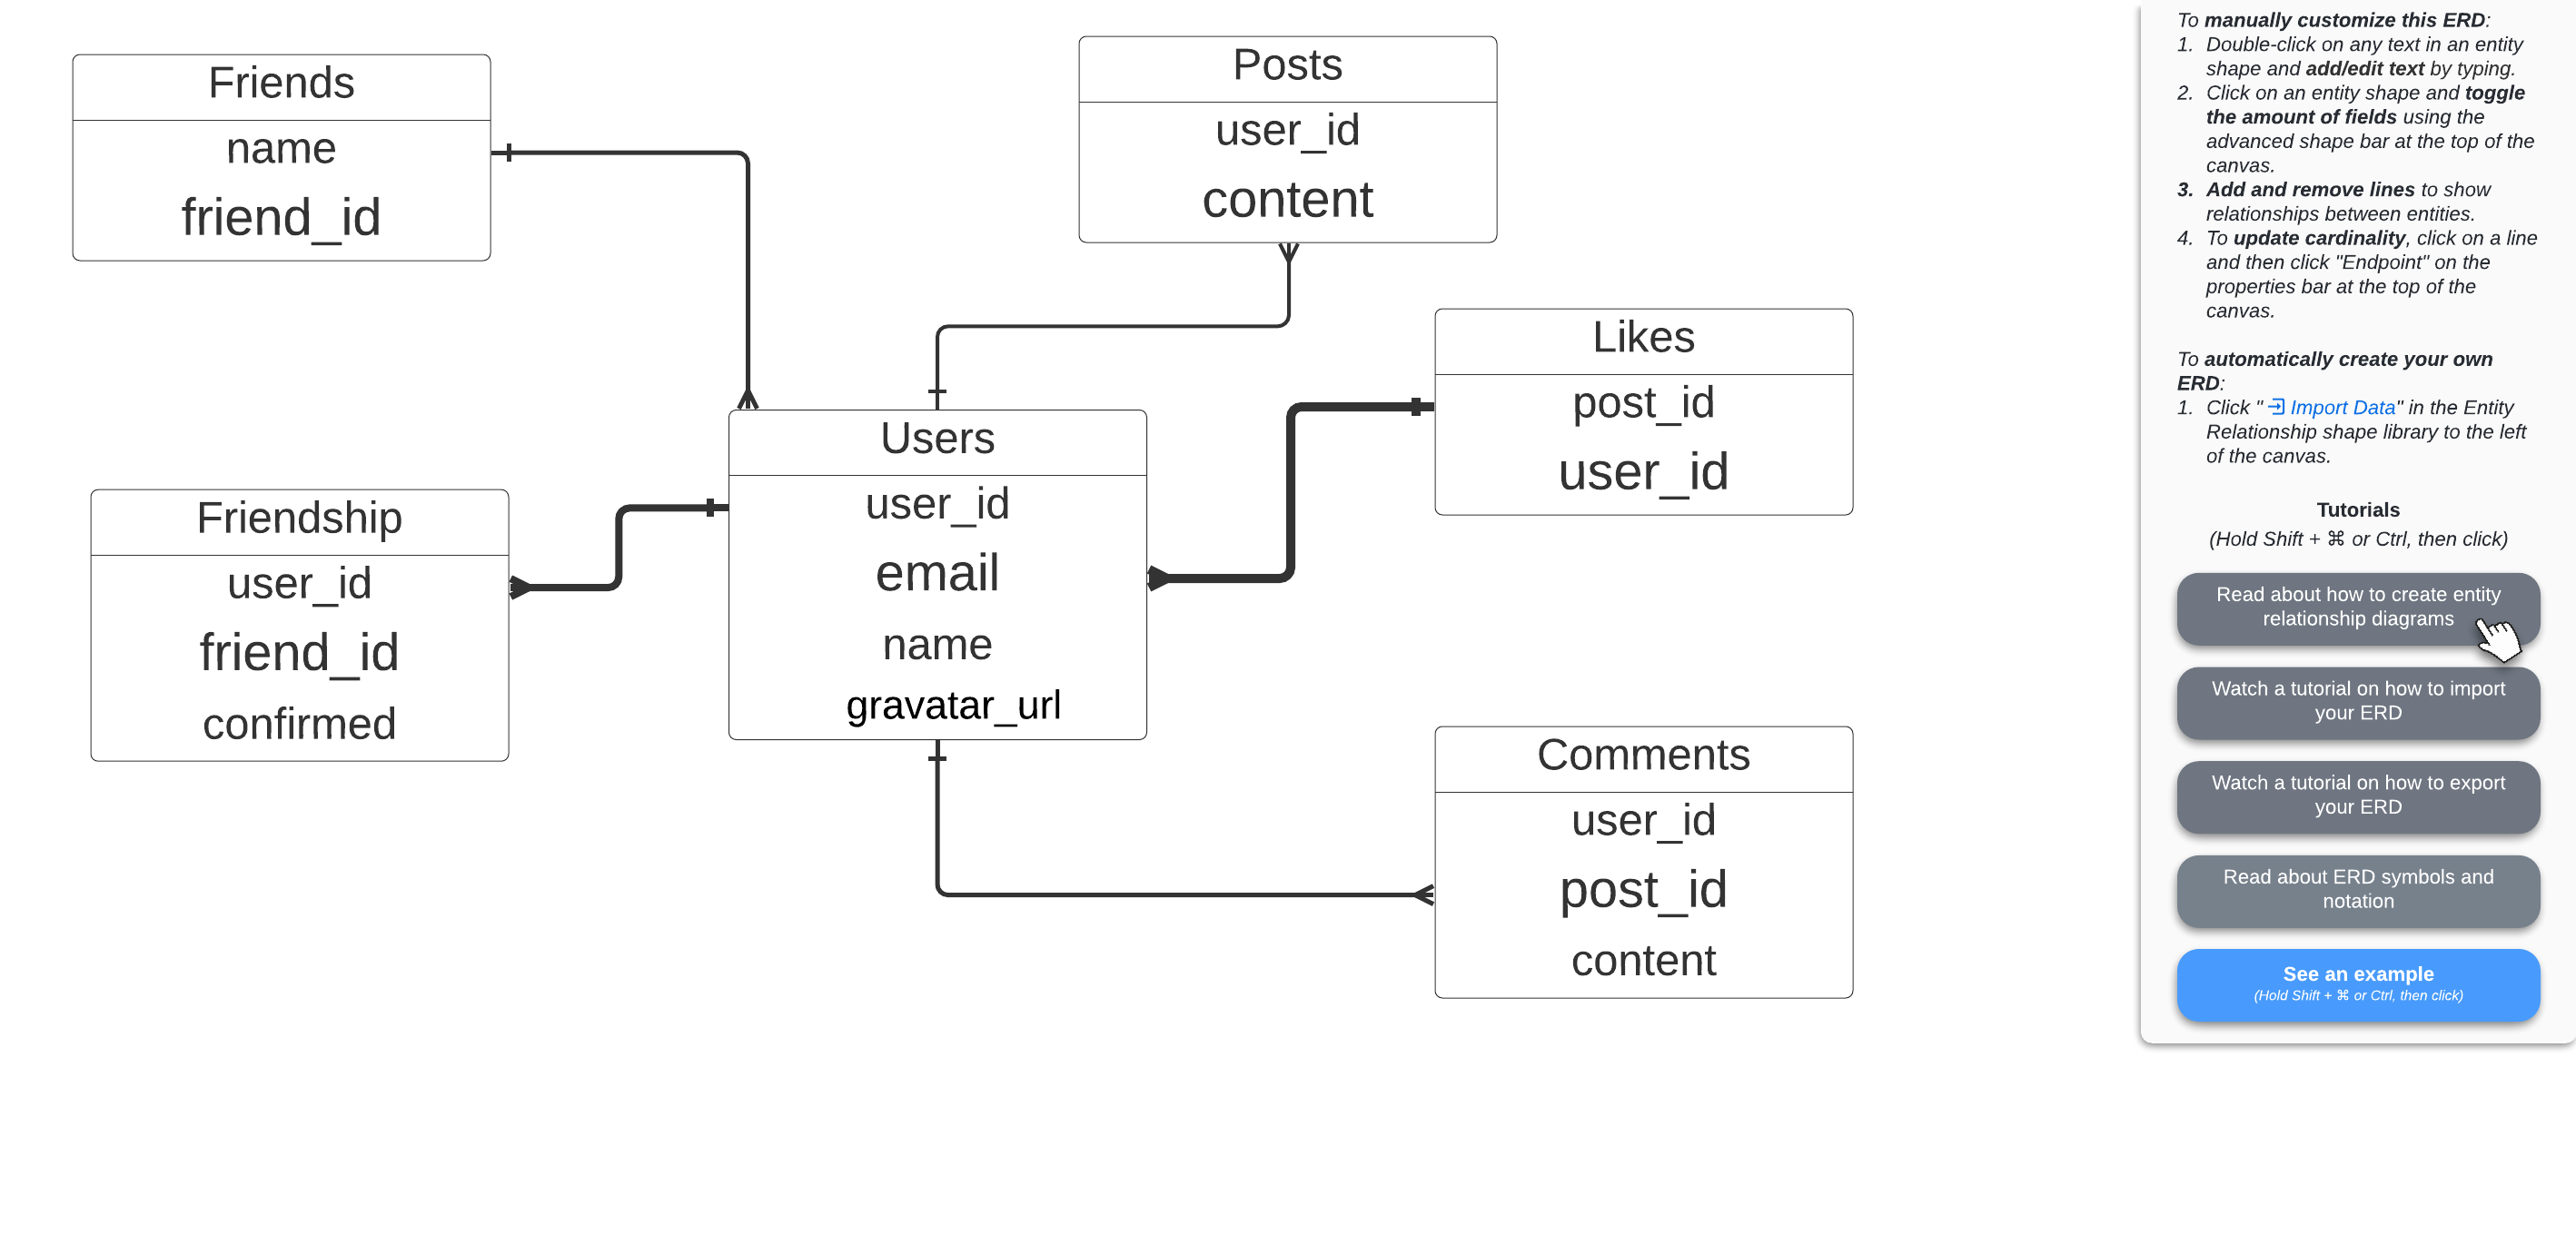 Friends
name
friend_id
Posts
user_id
content
Likes
post_id
user_id
Users
user_id
email
name
gravatar_url
Friendship
user_id
friend_id
confirmed
Comments
user_id
post_id
content
To manually customize this ERD:
1. Double-click on any text in an entity
shape and add/edit text by typing.
2. Click on an entity shape and toggle
the amount of fields using the
advanced shape bar at the top of the
canvas.
3. Add and remove lines to show
relationships between entities.
4. To update cardinality, click on a line
and then click "Endpoint" on the
properties bar at the top of the
canvas.
To automatically create your own
ERD:
1. Click " Import Data" in the Entity
Relationship shape library to the left
of the canvas.
Tutorials
(Hold Shift + ⌘ or Ctrl, then click)
Read about how to create entity
relationship diagrams
Watch a tutorial on how to import
your ERD
Watch a tutorial on how to export
your ERD
Read about ERD symbols and
notation
See an example
(Hold Shift + ⌘ or Ctrl, then click)